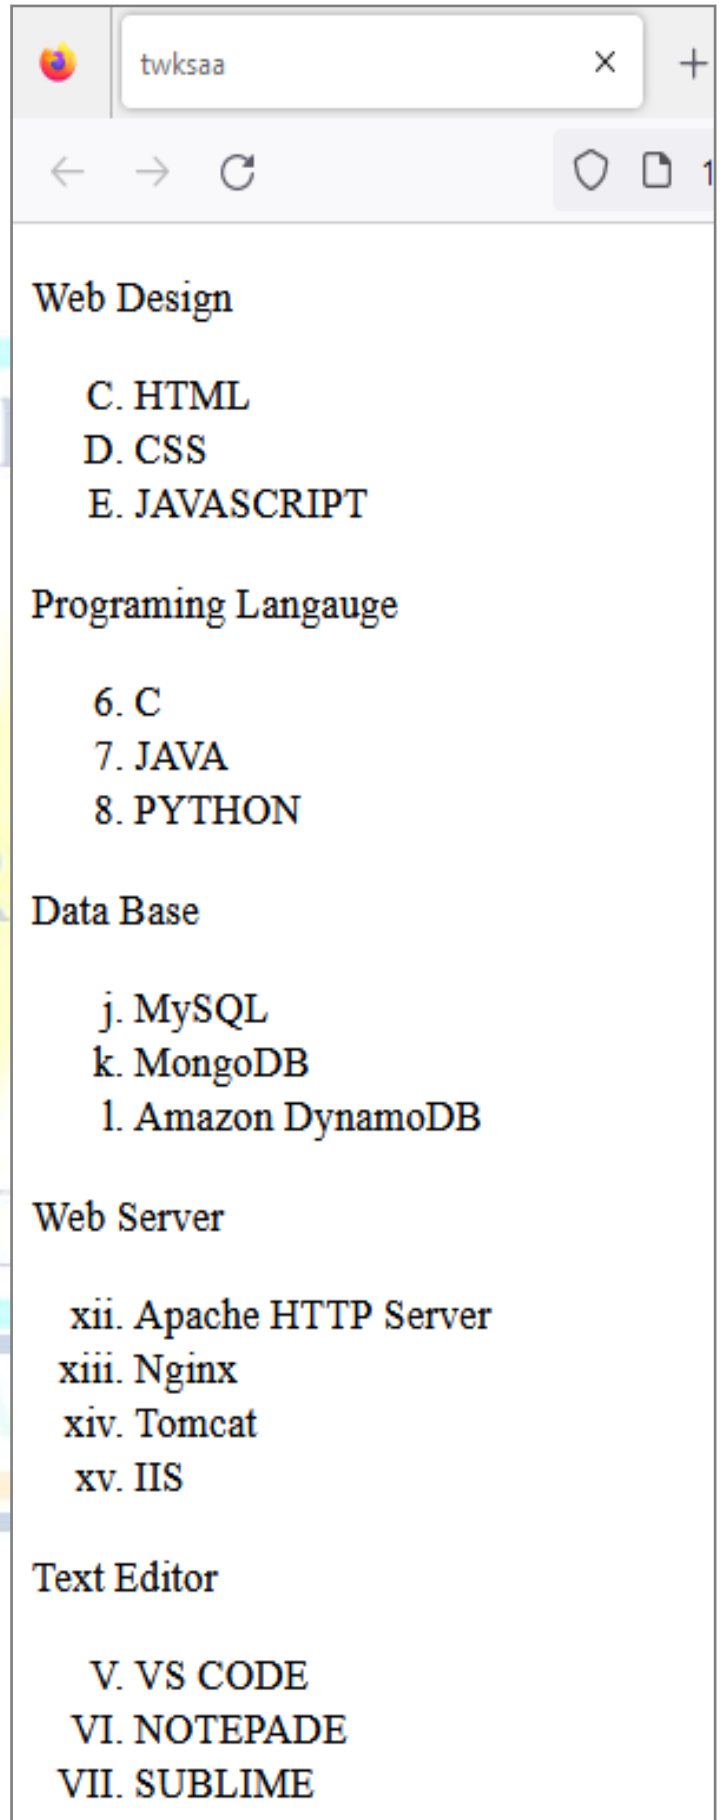 twksaa
1
Web Design
C. HTML
D. CSS
E. JAVASCRIPT
Programing Langauge
6. C
7. JAVA
8. PYTHON
Data Base
j. MySQL
k. MongoDB
l. Amazon DynamoDB
Web Server
xii. Apache HTTP Server
xiii. Nginx
xiv. Tomcat
xv. IIS
Text Editor
V. VS CODE
VI. NOTEPADE
VII. SUBLIME